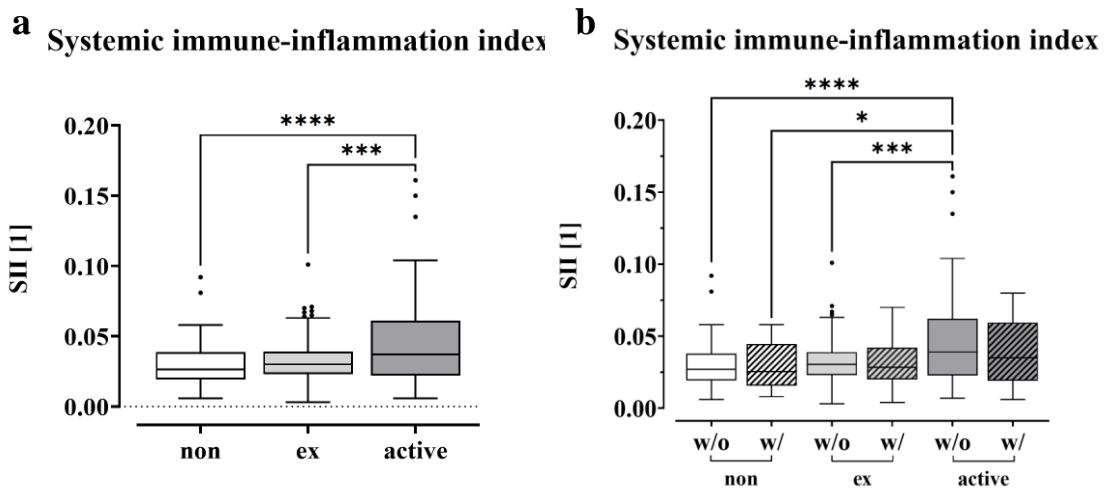 a Systemic immune-inflammation index
SII [1]
0.20
0.15
0.10
0.05
0.00
****
***
non ex active
b Systemic immune-inflammation index
SII [1]
0.20
0.15
0.10
0.05
0.00
****
*
***
w/o w/ w/o w/ w/o w/
non ex active